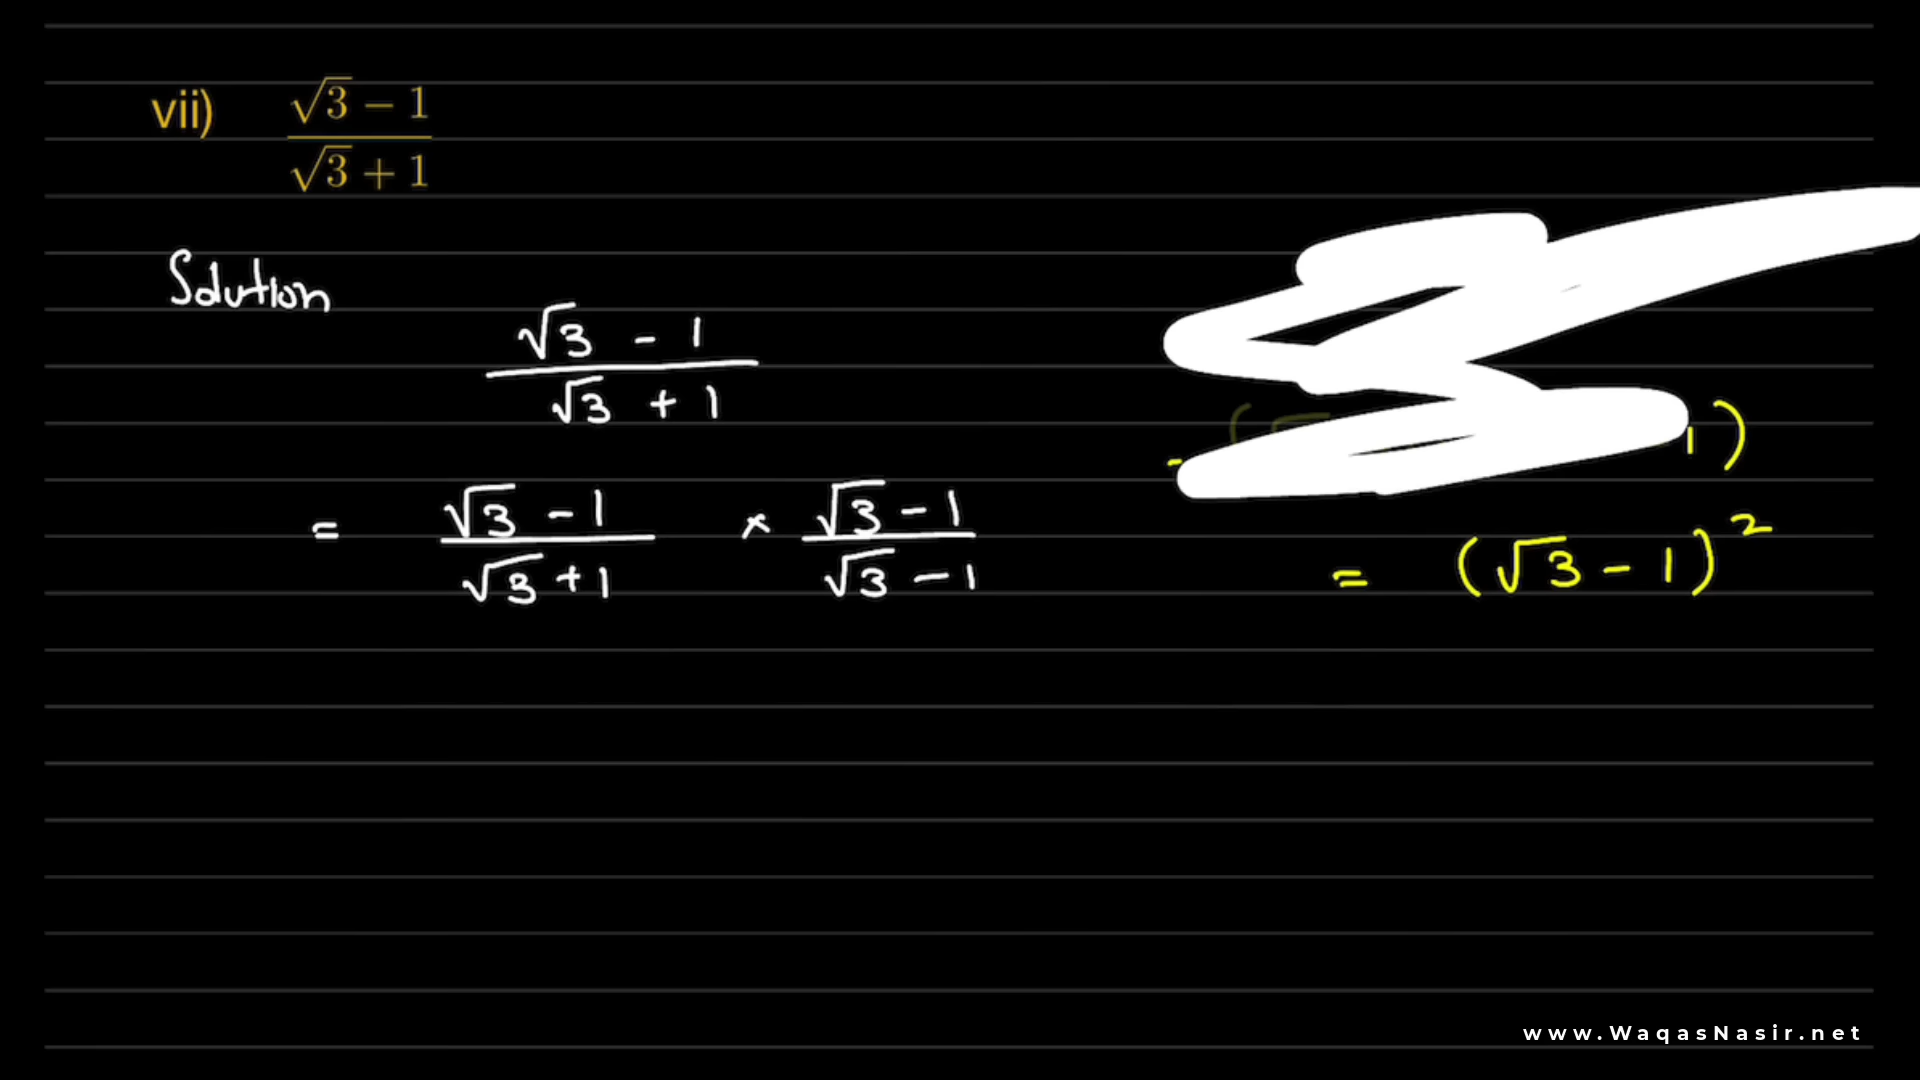 vii) (√3 − 1)/(√3 + 1)
Solution
(√3 - 1)/(√3 + 1)
= (√3 - 1)/(√3 + 1) × (√3 - 1)/(√3 - 1)
1)
= (√3 - 1)²
www.WaqasNasir.net